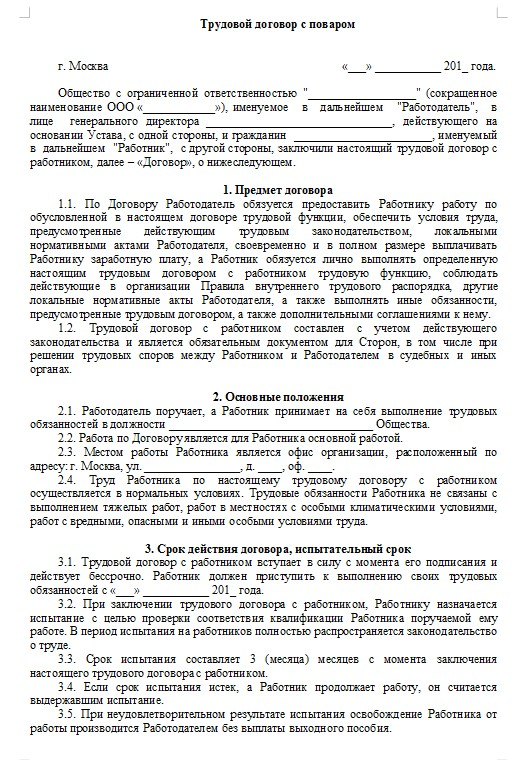 Трудовой договор с поваром
г. Москва «___» ___________ 201_ года.
Общество с ограниченной ответственностью "__________________" (сокращенное
наименование ООО «____________»), именуемое в дальнейшем "Работодатель", в
лице генерального директора _______________________________, действующего на
основании Устава, с одной стороны, и гражданин _______________________, именуемый
в дальнейшем "Работник", с другой стороны, заключили настоящий трудовой договор с
работником, далее – «Договор», о нижеследующем.
1. Предмет договора
1.1. По Договору Работодатель обязуется предоставить Работнику работу по
обусловленной в настоящем договоре трудовой функции, обеспечить условия труда,
предусмотренные действующим трудовым законодательством, локальными
нормативными актами Работодателя, своевременно и в полном размере выплачивать
Работнику заработную плату, а Работник обязуется лично выполнять определенную
настоящим трудовым договором с работником трудовую функцию, соблюдать
действующие в организации Правила внутреннего трудового распорядка, другие
локальные нормативные акты Работодателя, а также выполнять иные обязанности,
предусмотренные трудовым договором, а также дополнительными соглашениями к нему.
1.2. Трудовой договор с работником составлен с учетом действующего
законодательства и является обязательным документом для Сторон, в том числе при
решении трудовых споров между Работником и Работодателем в судебных и иных
органах.
2. Основные положения
2.1. Работодатель поручает, а Работник принимает на себя выполнение трудовых
обязанностей в должности __________________________________ Общества.
2.2. Работа по Договору является для Работника основной работой.
2.3. Местом работы Работника является офис организации, расположенный по
адресу: г. Москва, ул. ________________, д. ____, оф. ____.
2.4. Труд Работника по настоящему трудовому договору с работником
осуществляется в нормальных условиях. Трудовые обязанности Работника не связаны с
выполнением тяжелых работ, работ в местностях с особыми климатическими условиями,
работ с вредными, опасными и иными особыми условиями труда.
3. Срок действия договора, испытательный срок
3.1. Трудовой договор с работником вступает в силу с момента его подписания и
действует бессрочно. Работник должен приступить к выполнению своих трудовых
обязанностей с «___» ___________ 201_ года.
3.2. При заключении трудового договора с работником, Работнику назначается
испытание с целью проверки соответствия квалификации Работника поручаемой ему
работе. В период испытания на работников полностью распространяется законодательство
о труде.
3.3. Срок испытания составляет 3 (месяца) месяцев с момента заключения
настоящего трудового договора с работником.
3.4. Если срок испытания истек, а Работник продолжает работу, он считается
выдержавшим испытание.
3.5. При неудовлетворительном результате испытания освобождение Работника от
работы производится Работодателем без выплаты выходного пособия.